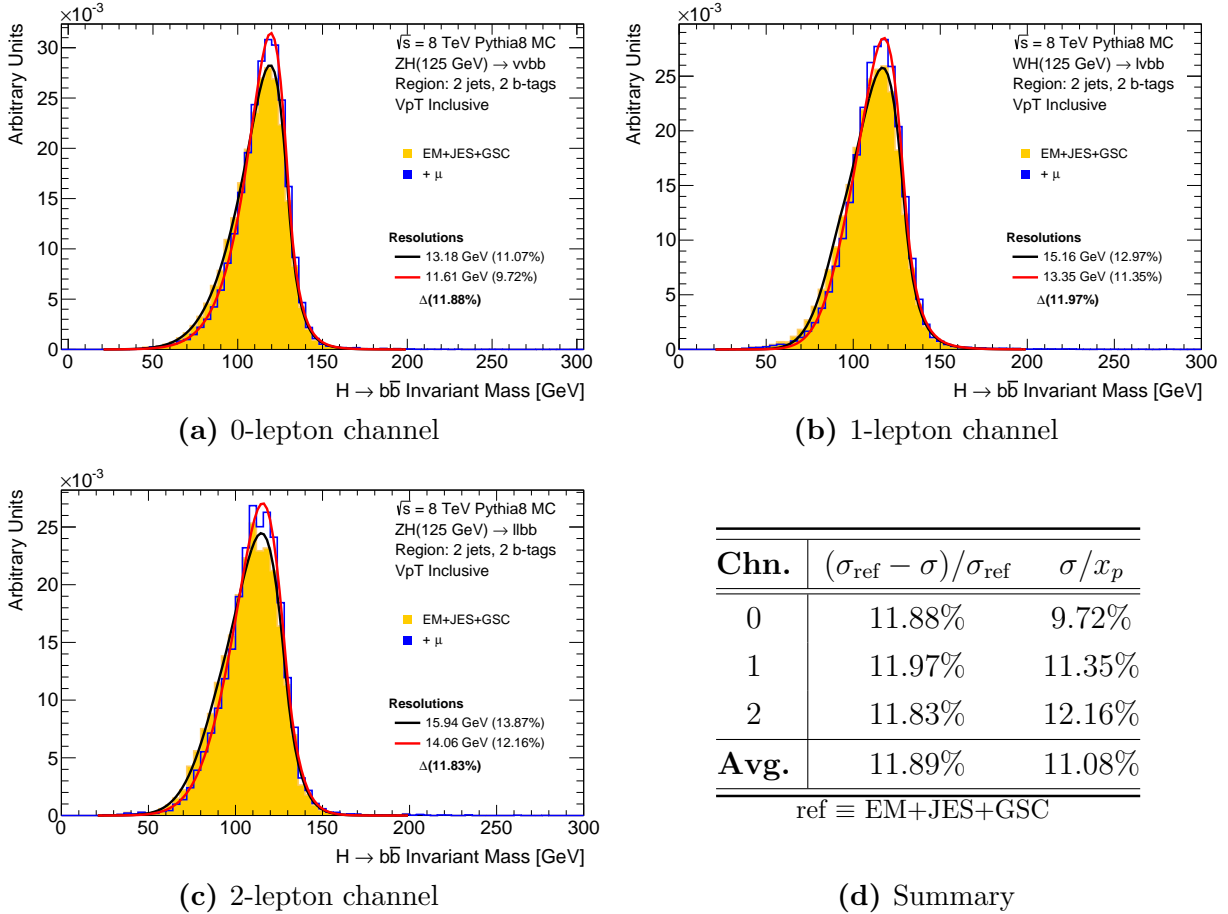 ×10⁻³
Arbitrary Units
30
25
20
15
10
5
0
0 50 100 150 200 250 300
H → bb̄ Invariant Mass [GeV]
√s = 8 TeV Pythia8 MC
ZH(125 GeV) → ννbb
Region: 2 jets, 2 b-tags
VpT Inclusive
EM+JES+GSC
+ μ
Resolutions
13.18 GeV (11.07%)
11.61 GeV (9.72%)
Δ(11.88%)
(a) 0-lepton channel
×10⁻³
Arbitrary Units
25
20
15
10
5
0
0 50 100 150 200 250 300
H → bb̄ Invariant Mass [GeV]
√s = 8 TeV Pythia8 MC
WH(125 GeV) → lνbb
Region: 2 jets, 2 b-tags
VpT Inclusive
EM+JES+GSC
+ μ
Resolutions
15.16 GeV (12.97%)
13.35 GeV (11.35%)
Δ(11.97%)
(b) 1-lepton channel
×10⁻³
Arbitrary Units
25
20
15
10
5
0
0 50 100 150 200 250 300
H → bb̄ Invariant Mass [GeV]
√s = 8 TeV Pythia8 MC
ZH(125 GeV) → llbb
Region: 2 jets, 2 b-tags
VpT Inclusive
EM+JES+GSC
+ μ
Resolutions
15.94 GeV (13.87%)
14.06 GeV (12.16%)
Δ(11.83%)
(c) 2-lepton channel
Chn. (σref − σ)/σref σ/xp
0 11.88% 9.72%
1 11.97% 11.35%
2 11.83% 12.16%
Avg. 11.89% 11.08%
ref ≡ EM+JES+GSC
(d) Summary